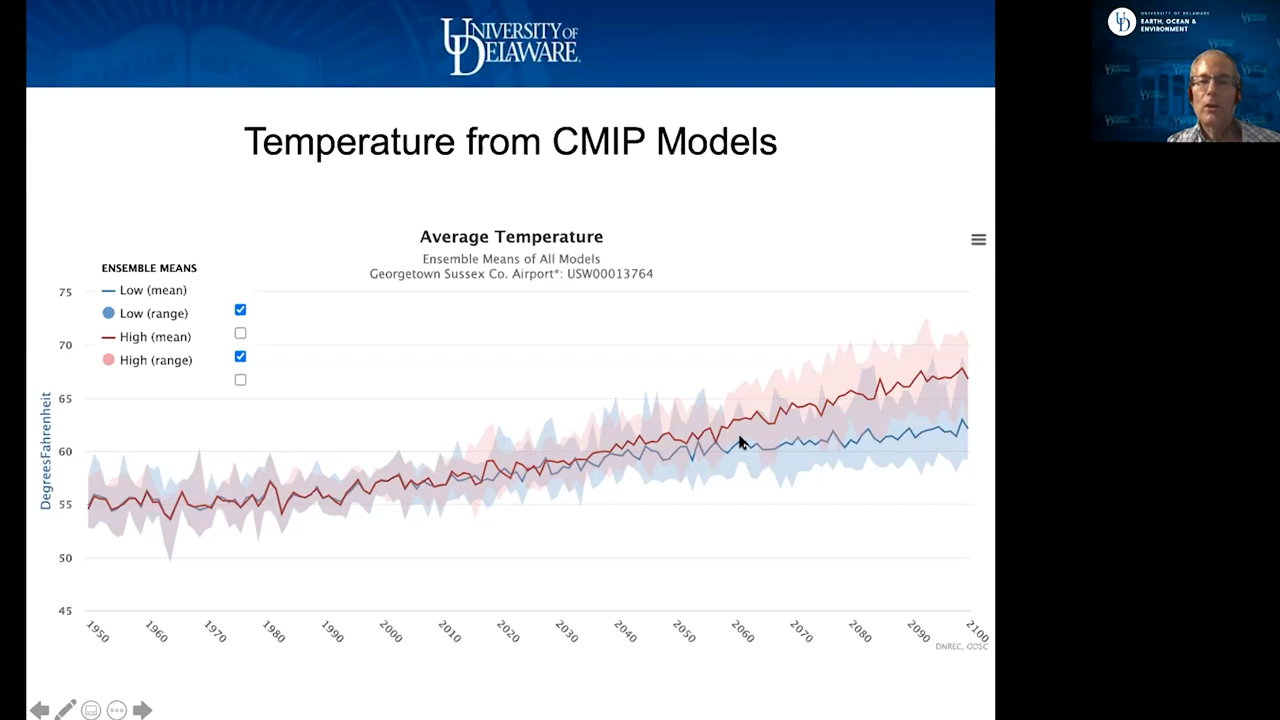 UNIVERSITY OF
DELAWARE
UNIVERSITY OF DELAWARE
EARTH, OCEAN &
ENVIRONMENT
Temperature from CMIP Models
Average Temperature
Ensemble Means of All Models
Georgetown Sussex Co. Airport*: USW00013764
ENSEMBLE MEANS
Low (mean)
Low (range)
High (mean)
High (range)
DegreesFahrenheit
75
70
65
60
55
50
45
1950
1960
1970
1980
1990
2000
2010
2020
2030
2040
2050
2060
2070
2080
2090
2100
DNREC, ODSC